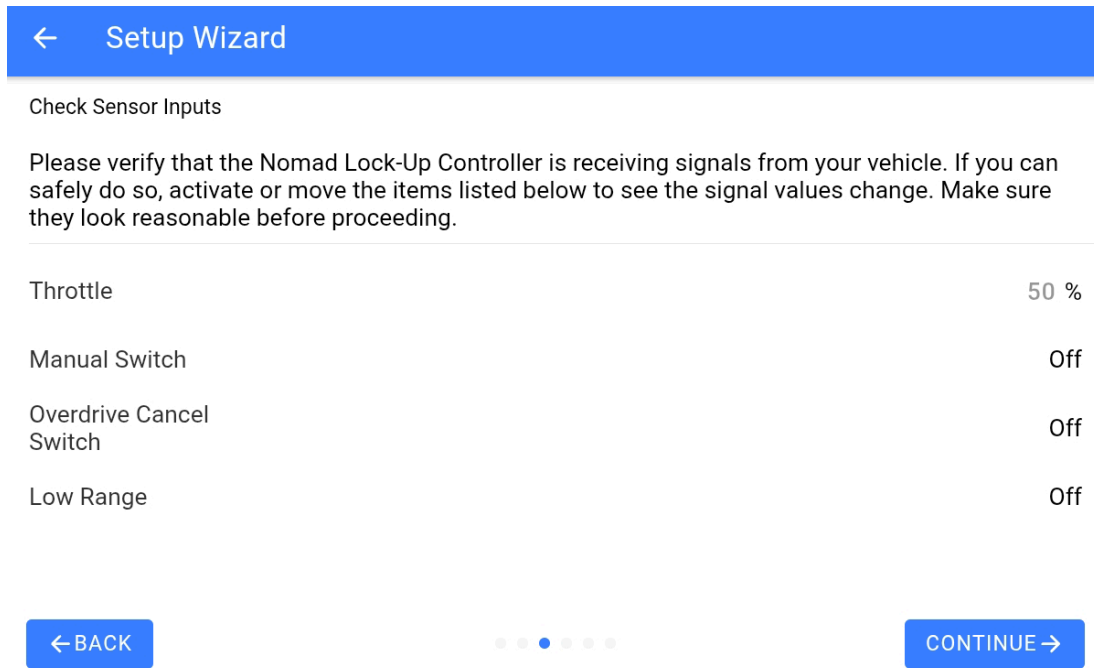 Setup Wizard
Check Sensor Inputs
Please verify that the Nomad Lock-Up Controller is receiving signals from your vehicle. If you can
safely do so, activate or move the items listed below to see the signal values change. Make sure
they look reasonable before proceeding.
Throttle 50 %
Manual Switch Off
Overdrive Cancel
Switch Off
Low Range Off
BACK CONTINUE